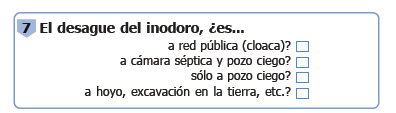 7 El desague del inodoro, ¿es...
a red pública (cloaca)?
a cámara séptica y pozo ciego?
sólo a pozo ciego?
a hoyo, excavación en la tierra, etc.?